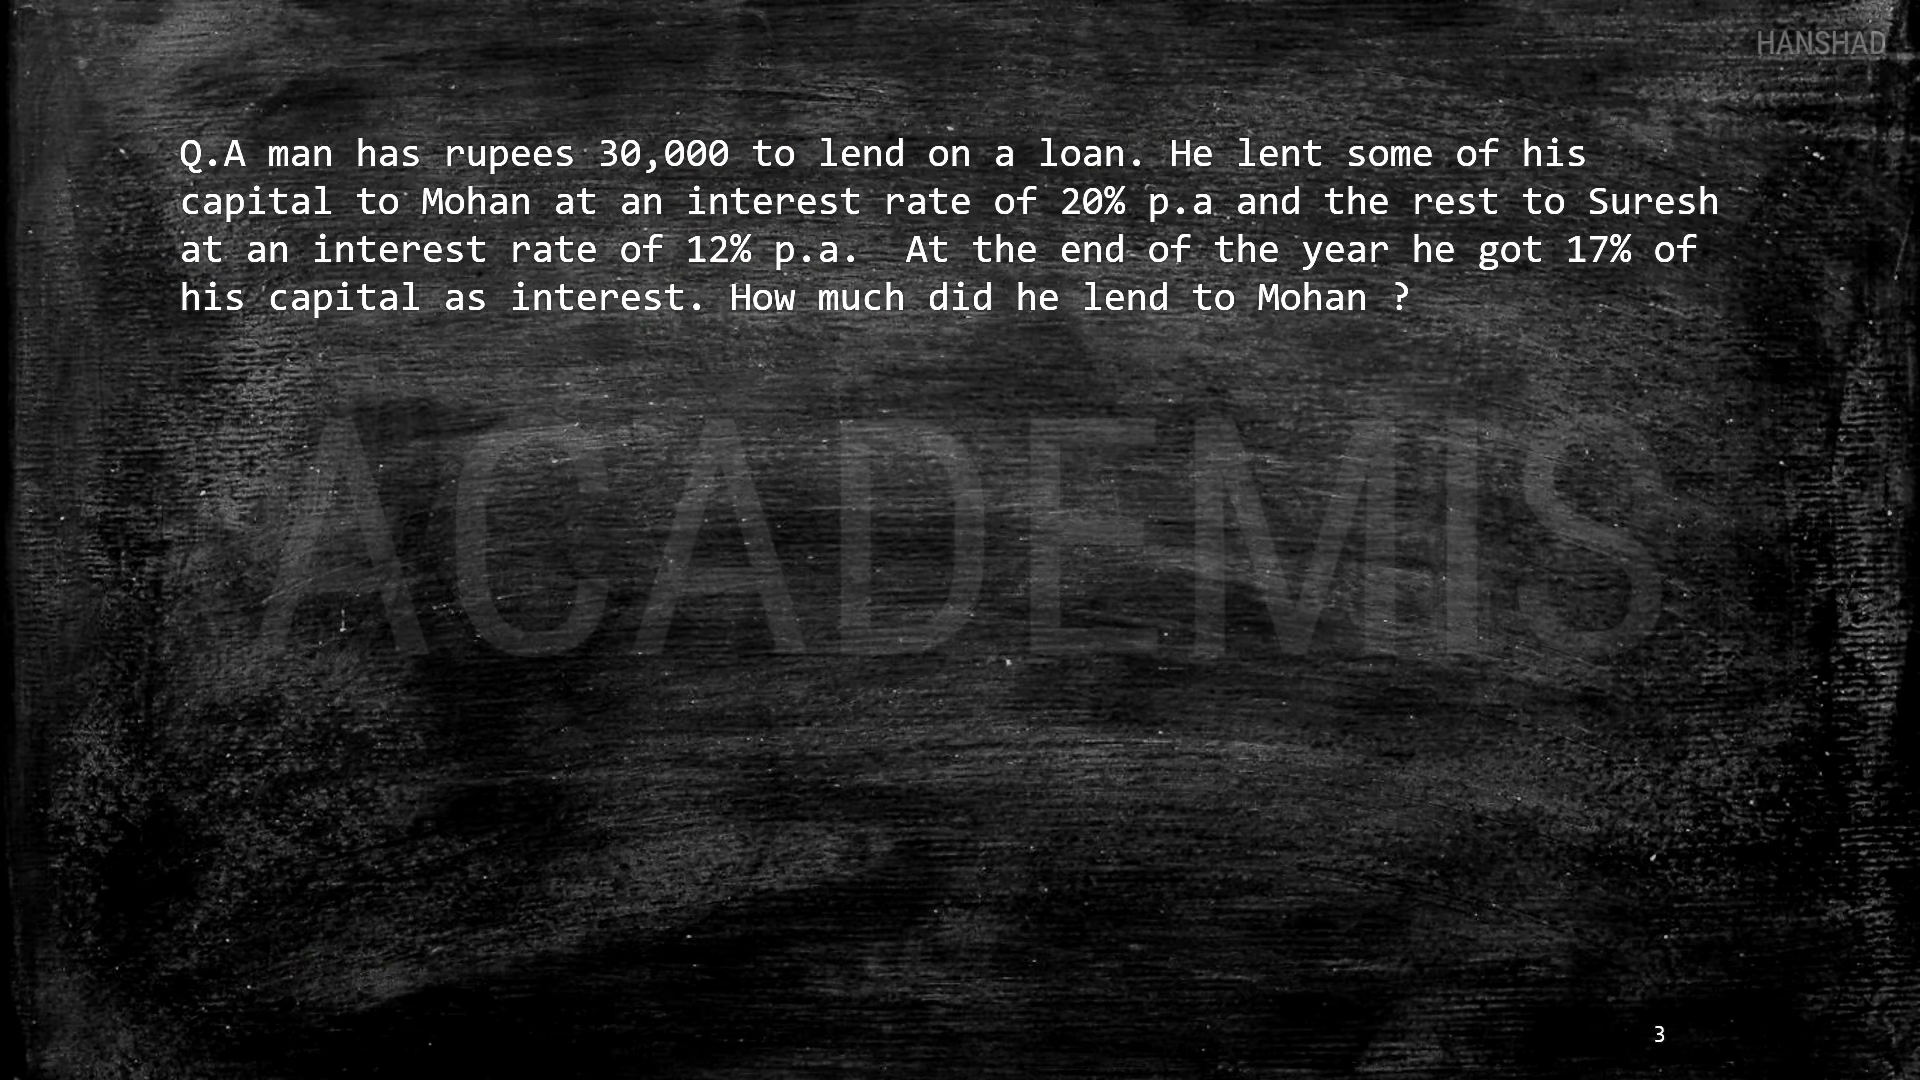 HANSHAD
Q.A man has rupees 30,000 to lend on a loan. He lent some of his
capital to Mohan at an interest rate of 20% p.a and the rest to Suresh
at an interest rate of 12% p.a.  At the end of the year he got 17% of
his capital as interest. How much did he lend to Mohan ?
ACADEMIS
3